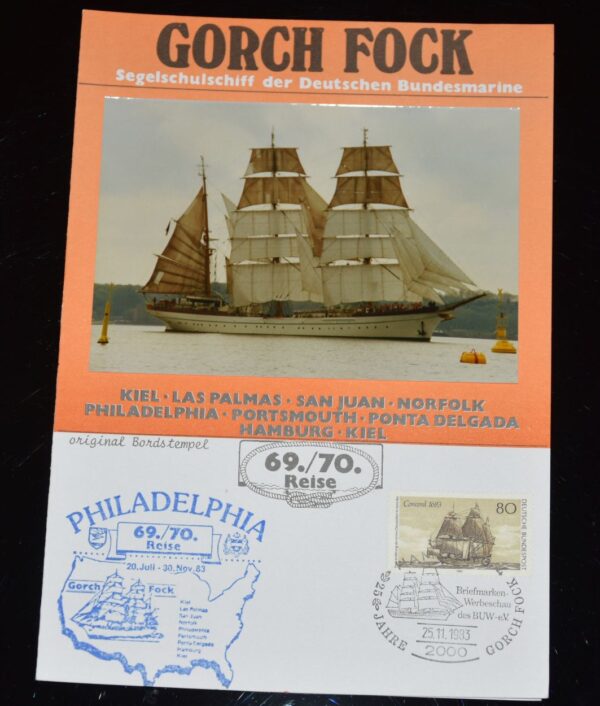 GORCH FOCK
Segelschulschiff der Deutschen Bundesmarine
KIEL · LAS PALMAS · SAN JUAN · NORFOLK
PHILADELPHIA · PORTSMOUTH · PONTA DELGADA
HAMBURG · KIEL
original Bordstempel
69./70.
Reise
PHILADELPHIA
69./70.
Reise
20. Juli - 30. Nov. 83
Gorch Fock
Kiel
Las Palmas
San Juan
Norfolk
Philadelphia
Portsmouth
Ponta-Delgada
Hamburg
Kiel
Concord 1683
80
DEUTSCHE BUNDESPOST
Briefmarken-
Werbeschau
des BUW-e.V.
25 JAHRE
GORCH FOCK
25.11.1983
2000